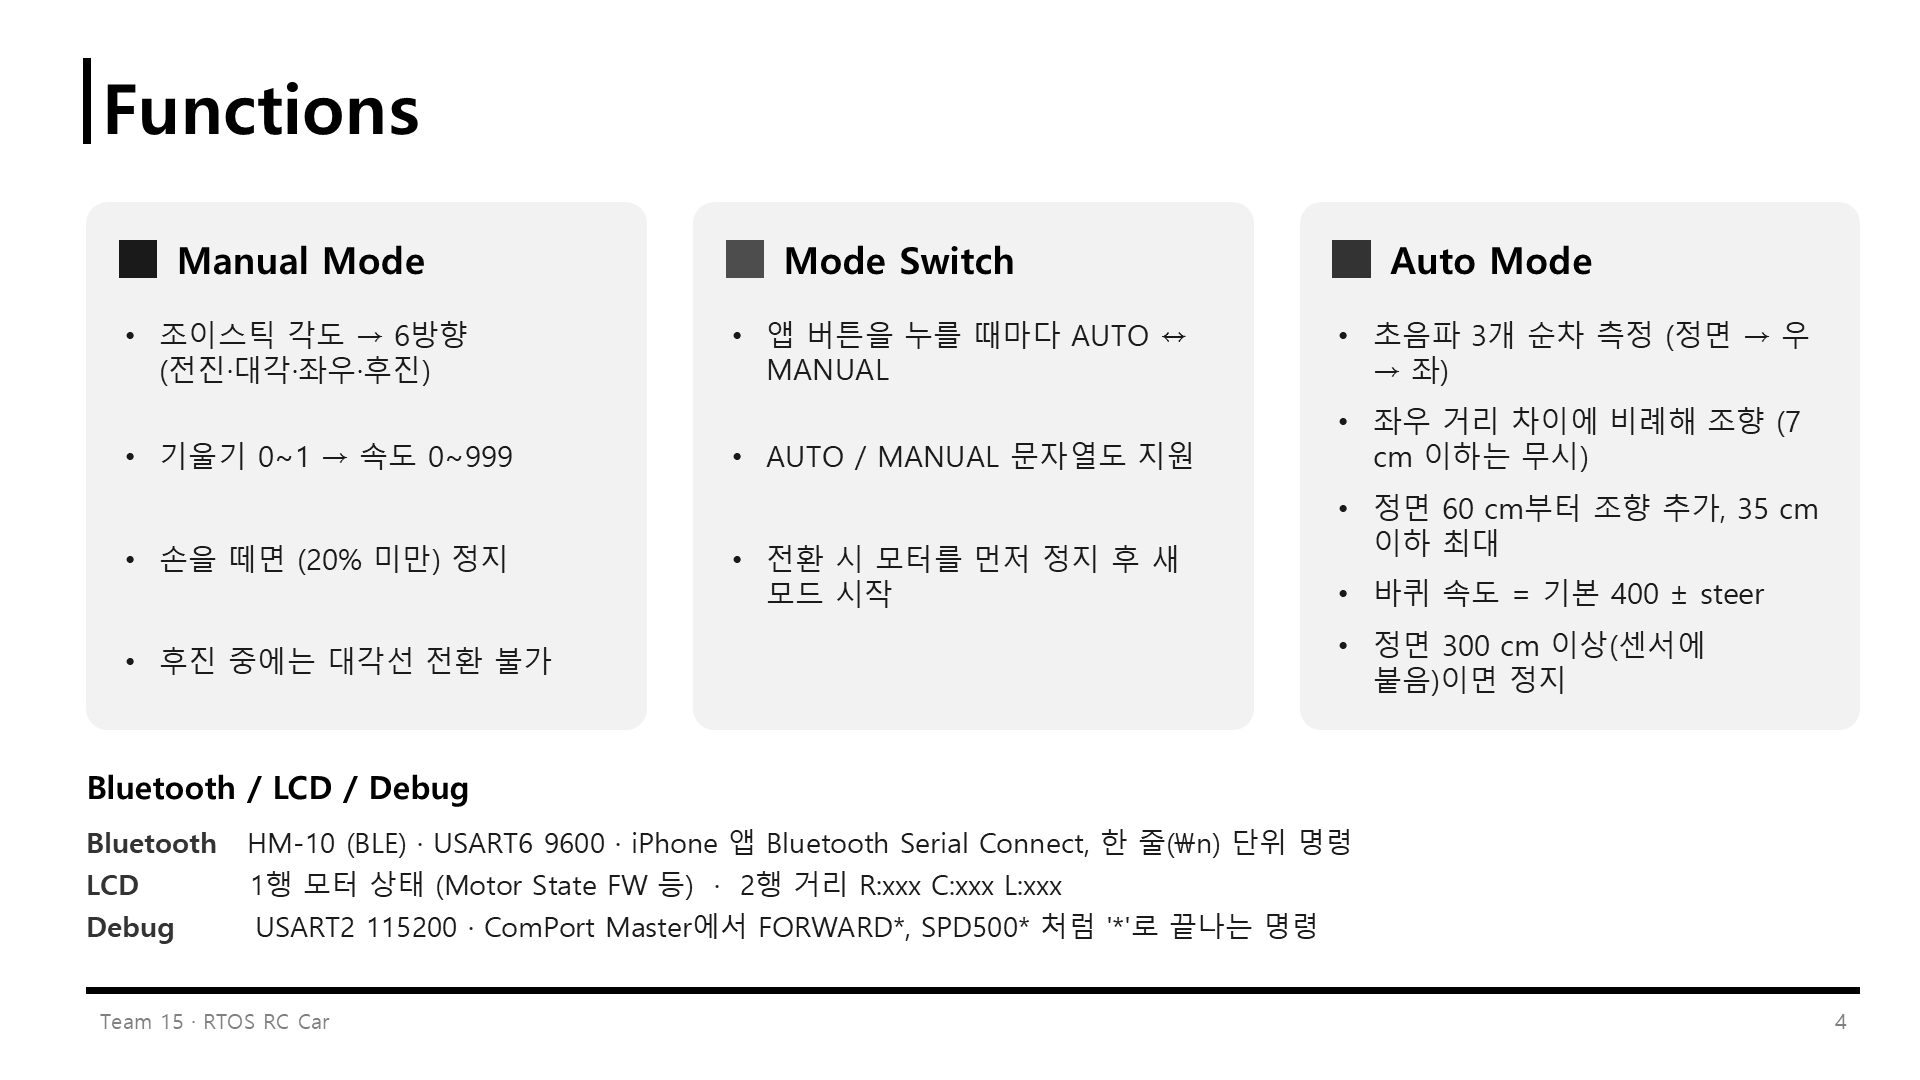 Functions
Manual Mode
• 조이스틱 각도 → 6방향
(전진·대각·좌우·후진)
• 기울기 0~1 → 속도 0~999
• 손을 떼면 (20% 미만) 정지
• 후진 중에는 대각선 전환 불가
Mode Switch
• 앱 버튼을 누를 때마다 AUTO ↔
MANUAL
• AUTO / MANUAL 문자열도 지원
• 전환 시 모터를 먼저 정지 후 새
모드 시작
Auto Mode
• 초음파 3개 순차 측정 (정면 → 우
→ 좌)
• 좌우 거리 차이에 비례해 조향 (7
cm 이하는 무시)
• 정면 60 cm부터 조향 추가, 35 cm
이하 최대
• 바퀴 속도 = 기본 400 ± steer
• 정면 300 cm 이상(센서에
붙음)이면 정지
Bluetooth / LCD / Debug
Bluetooth HM-10 (BLE) · USART6 9600 · iPhone 앱 Bluetooth Serial Connect, 한 줄(₩n) 단위 명령
LCD 1행 모터 상태 (Motor State FW 등) · 2행 거리 R:xxx C:xxx L:xxx
Debug USART2 115200 · ComPort Master에서 FORWARD*, SPD500* 처럼 '*'로 끝나는 명령
Team 15 · RTOS RC Car
4